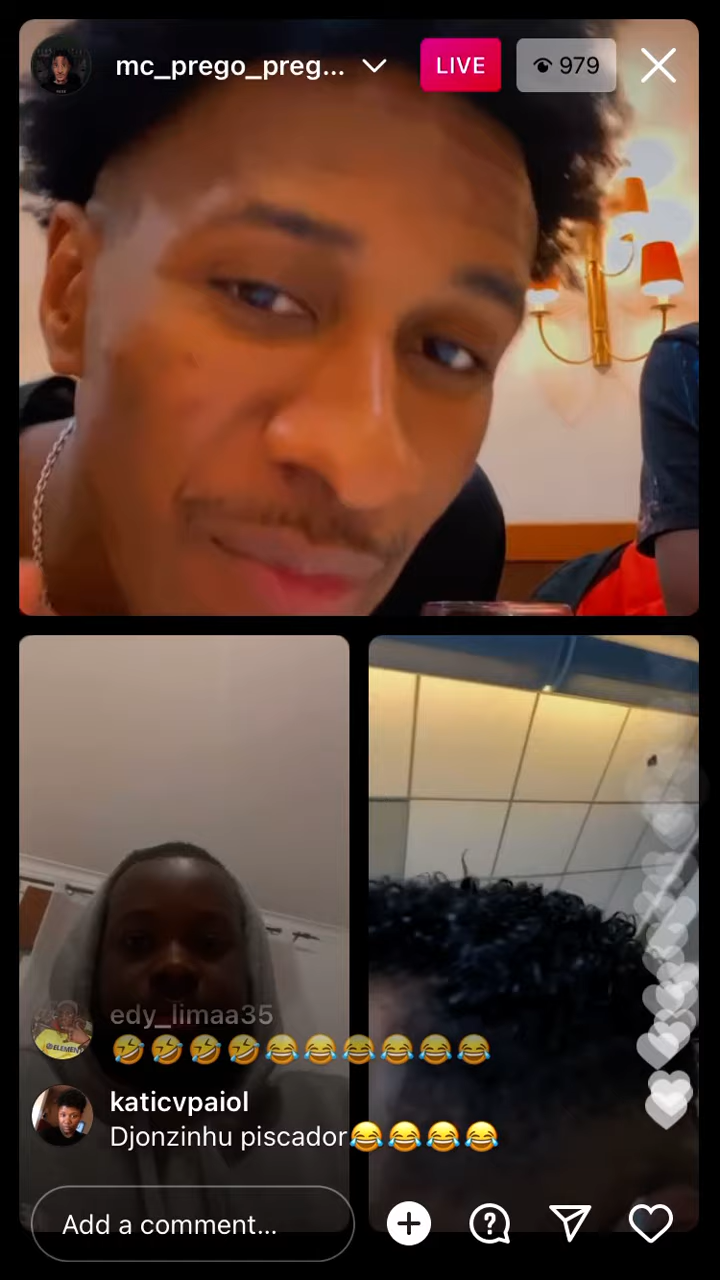 mc_prego_preg...
LIVE
979
edy_limaa35
🤣🤣🤣🤣😂😂😂😂😂😂
katicvpaiol
Djonzinhu piscador😂😂😂😂
Add a comment...